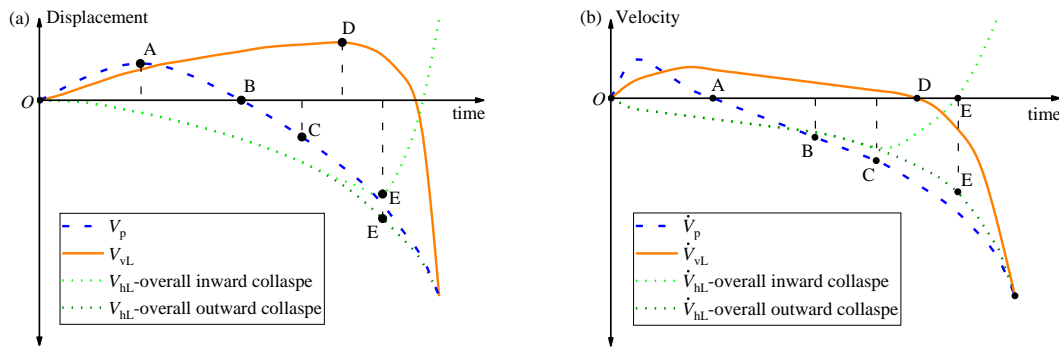 (a)
Displacement
D
A
O
B
time
C
E
E
V_p
V_vL
V_hL-overall inward collaspe
V_hL-overall outward collaspe
(b)
Velocity
O
A
D
E
time
B
C
E
V̇_p
V̇_vL
V̇_hL-overall inward collaspe
V̇_hL-overall outward collaspe